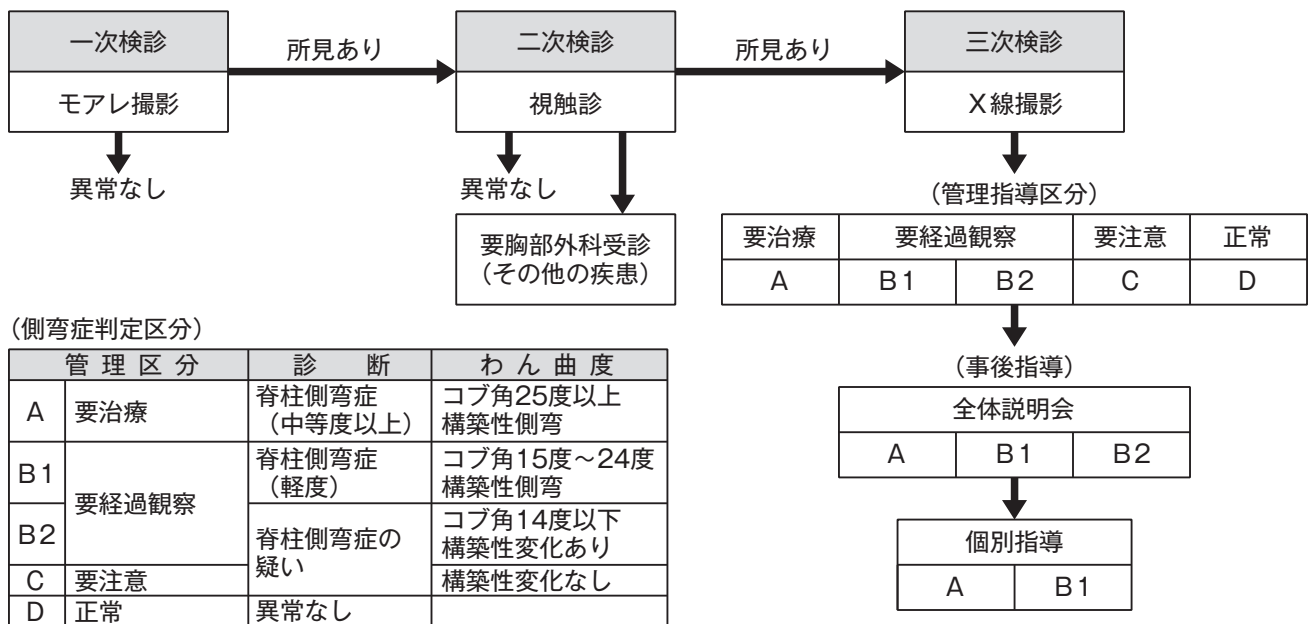 一次検診
モアレ撮影
所見あり
二次検診
視触診
所見あり
三次検診
X線撮影
異常なし
異常なし
要胸部外科受診
(その他の疾患)
(管理指導区分)
要治療 要経過観察 要注意 正常
A B1 B2 C D
(事後指導)
全体説明会
A B1 B2
個別指導
A B1
(側弯症判定区分)
管理区分 診断 わん曲度
A 要治療 脊柱側弯症 コブ角25度以上
(中等度以上) 構築性側弯
B1 脊柱側弯症 コブ角15度~24度
(軽度) 構築性側弯
要経過観察
B2 コブ角14度以下
脊柱側弯症の 構築性変化あり
疑い
C 要注意 構築性変化なし
D 正常 異常なし